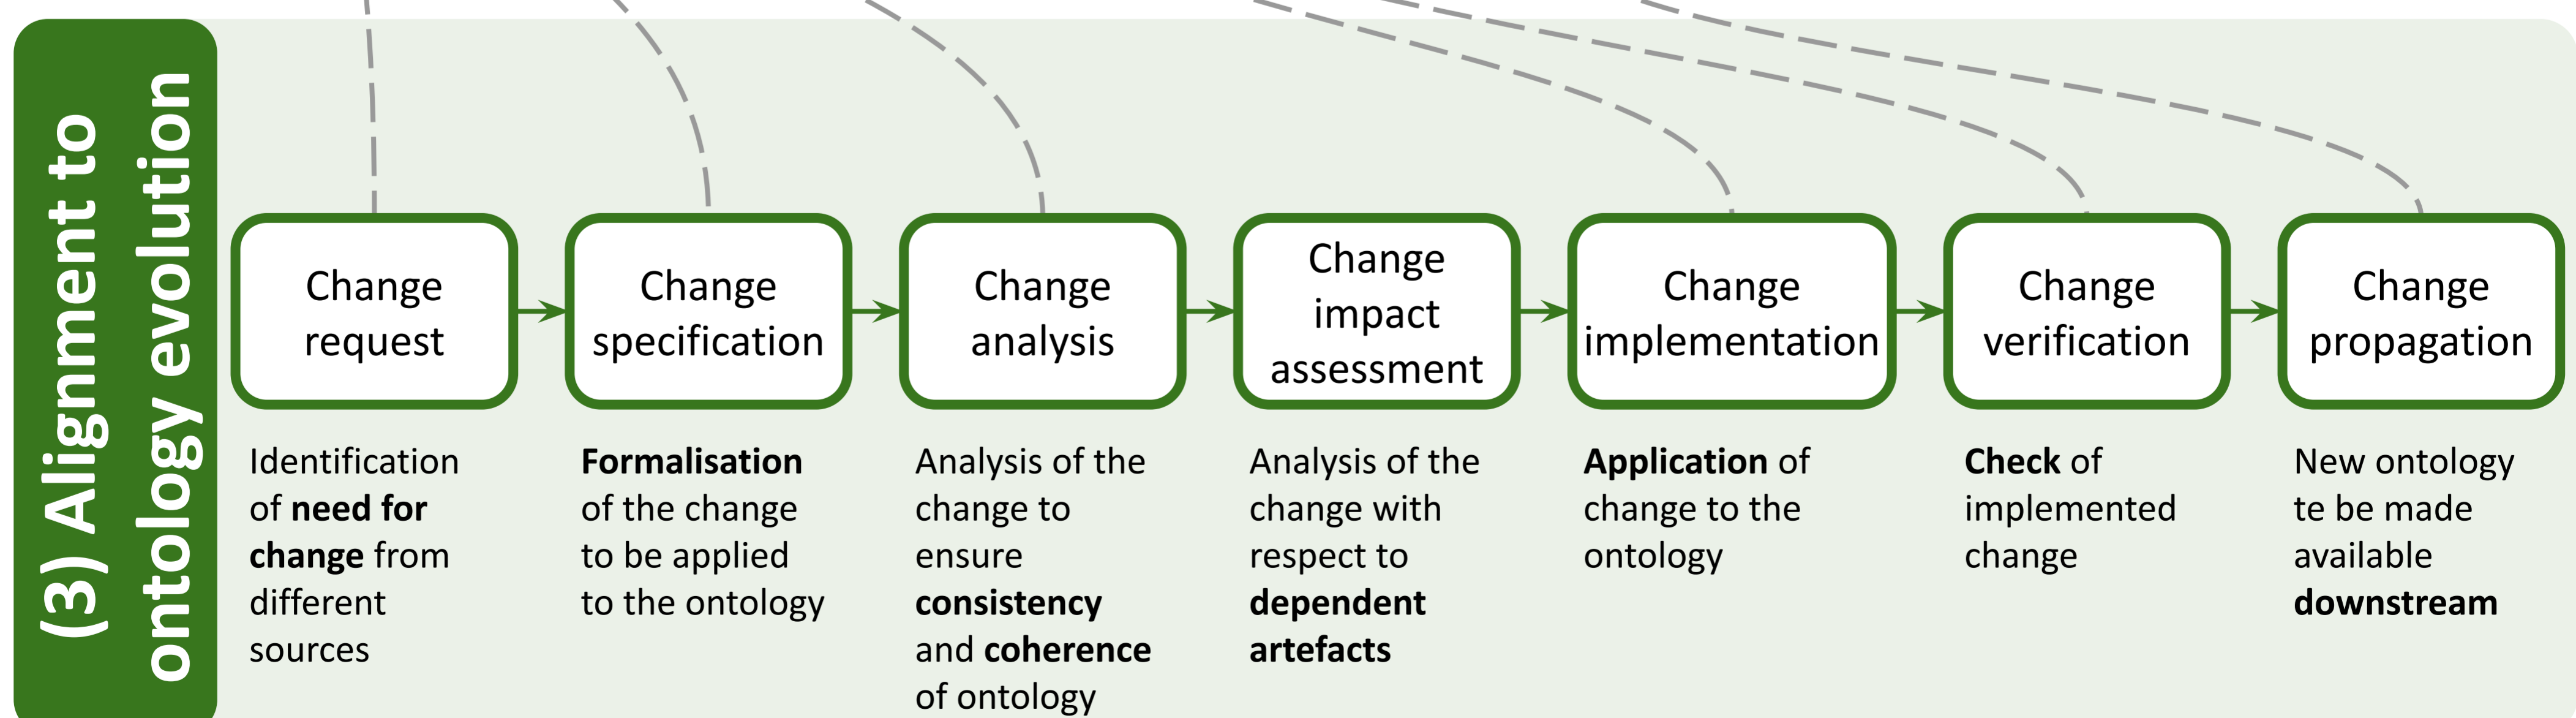 (3) Alignment to
ontology evolution
Change
request
Change
specification
Change
analysis
Change
impact
assessment
Change
implementation
Change
verification
Change
propagation
Identification
of need for
change from
different
sources
Formalisation
of the change
to be applied
to the ontology
Analysis of the
change to
ensure
consistency
and coherence
of ontology
Analysis of the
change with
respect to
dependent
artefacts
Application of
change to the
ontology
Check of
implemented
change
New ontology
te be made
available
downstream